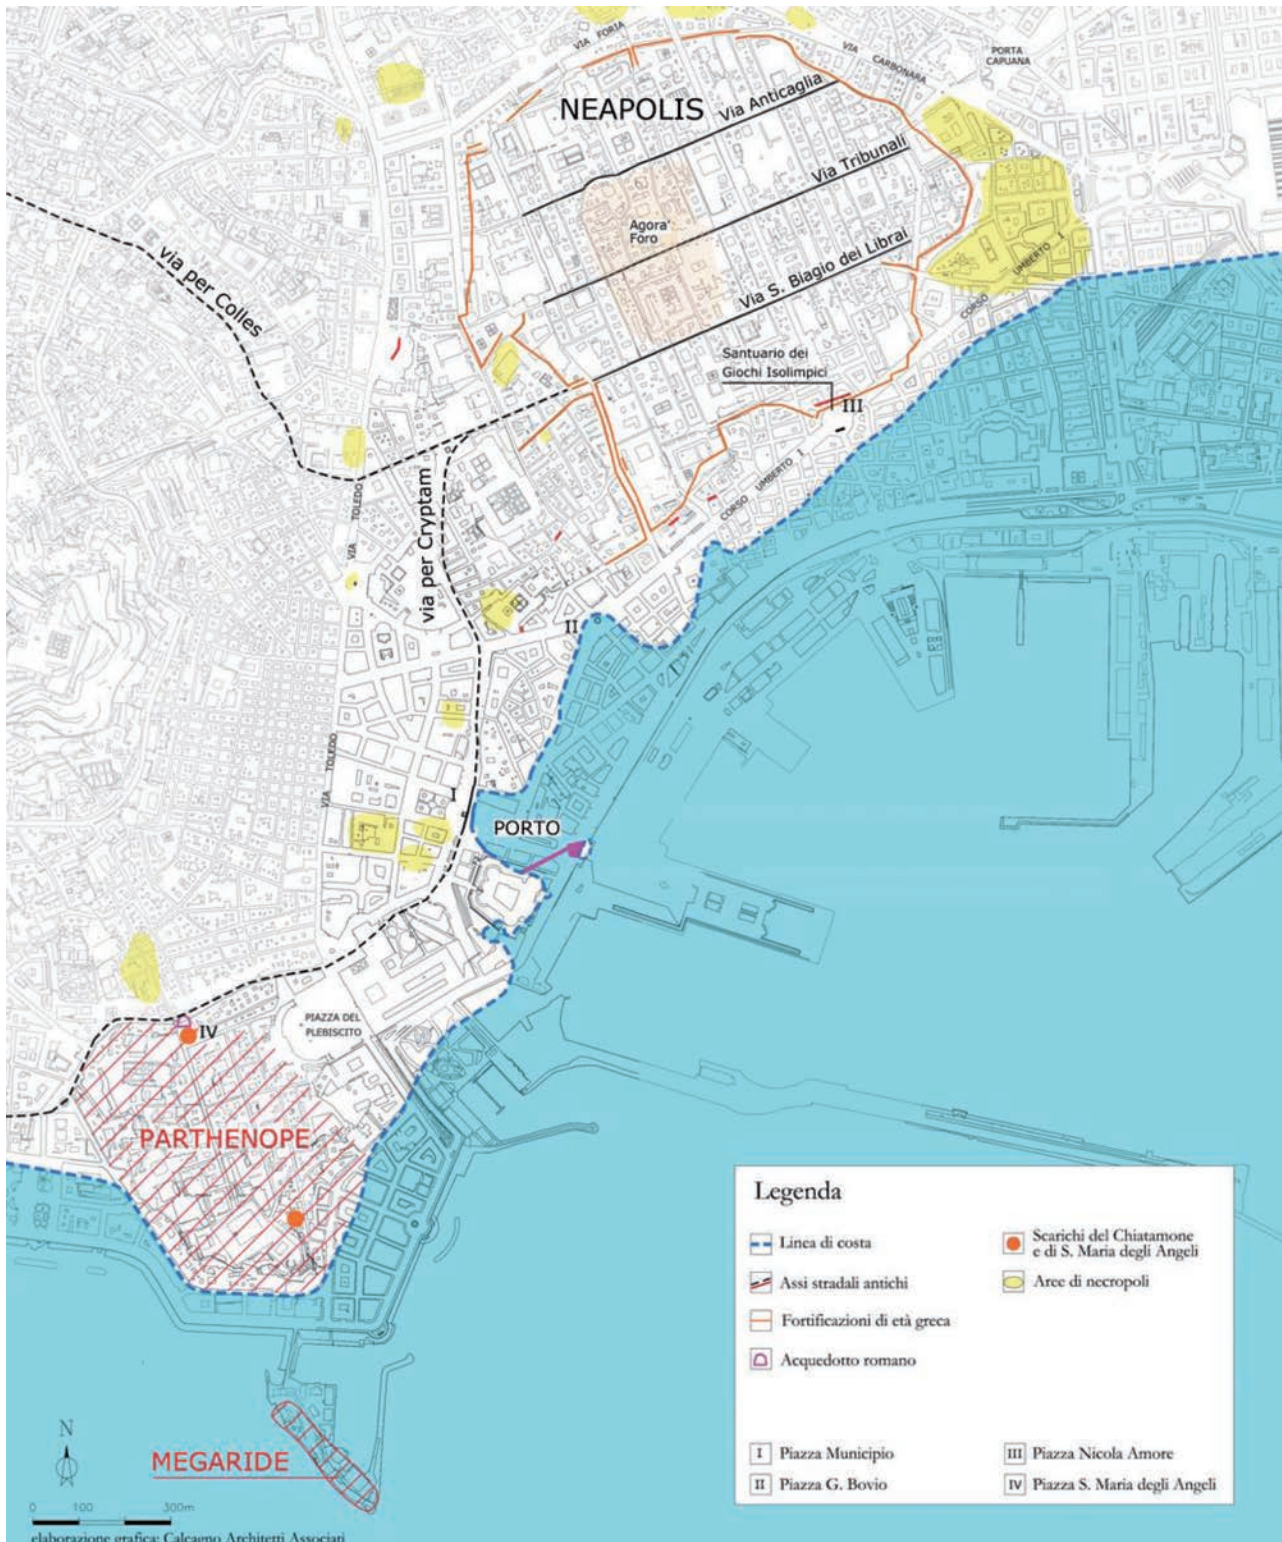 VIA FORIA
VIA CARBONARA
PORTA
CAPUANA
NEAPOLIS
Via Anticaglia
Via Tribunali
Agora'
Foro
Via S. Biagio dei Librai
CORSO UMBERTO I
via per Colles
Santuario dei
Giochi Isolimpici
III
CORSO UMBERTO I
via per Cryptam
VIA TOLEDO
II
VIA TOLEDO
I
PORTO
PIAZZA DEL
PLEBISCITO
IV
PARTHENOPE
MEGARIDE
Legenda
Linea di costa
Assi stradali antichi
Fortificazioni di età greca
Acquedotto romano
Scarichi del Chiatamone
e di S. Maria degli Angeli
Aree di necropoli
I Piazza Municipio
II Piazza G. Bovio
III Piazza Nicola Amore
IV Piazza S. Maria degli Angeli
N
0 100 300m
elaborazione grafica: Calcagno Architetti Associati